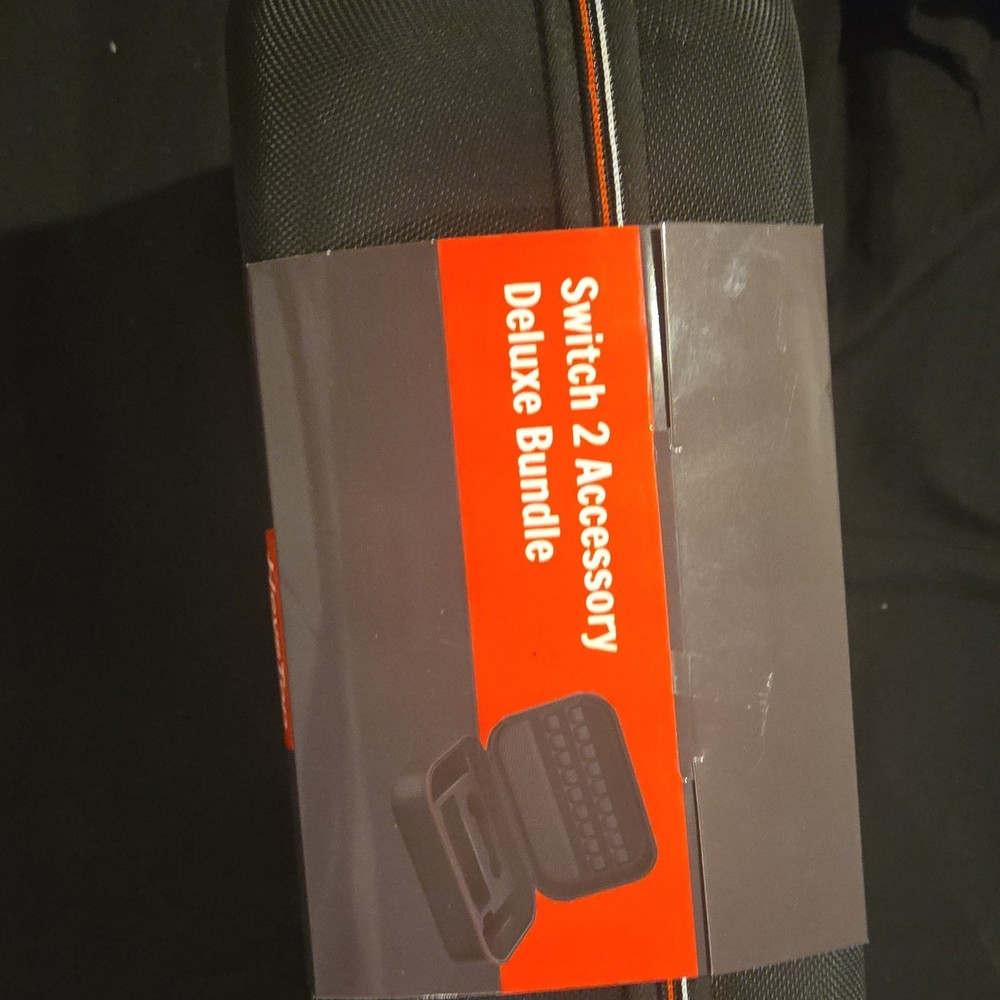 Switch 2 Accessory
Deluxe Bundle